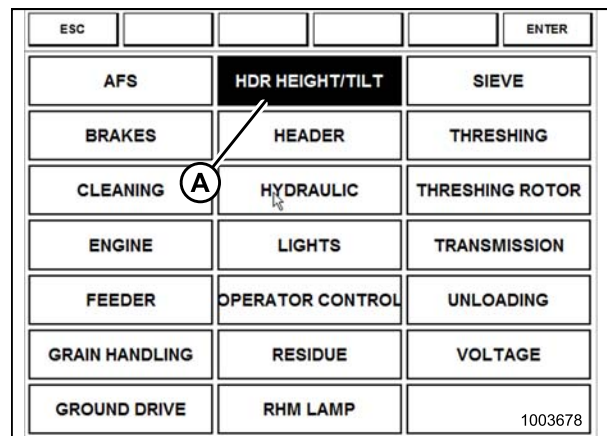 ESC ENTER
AFS HDR HEIGHT/TILT SIEVE
BRAKES HEADER THRESHING
CLEANING A HYDRAULIC THRESHING ROTOR
ENGINE LIGHTS TRANSMISSION
FEEDER OPERATOR CONTROL UNLOADING
GRAIN HANDLING RESIDUE VOLTAGE
GROUND DRIVE RHM LAMP 1003678